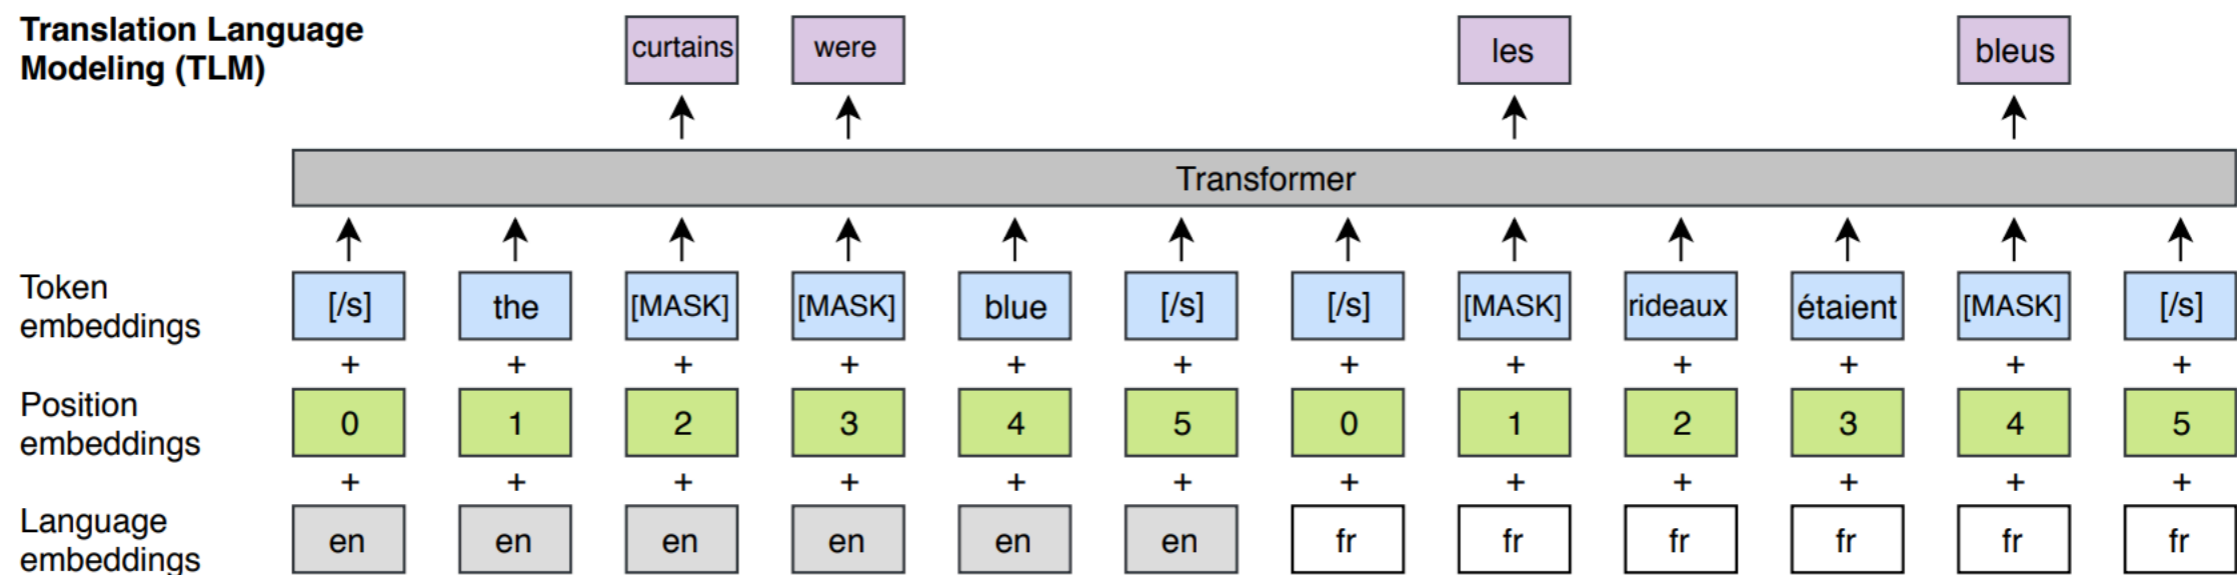 Translation Language
Modeling (TLM)
curtains were les bleus
Transformer
Token
embeddings
[/s] the [MASK] [MASK] blue [/s] [/s] [MASK] rideaux étaient [MASK] [/s]
+ + + + + + + + + + + +
Position
embeddings
0 1 2 3 4 5 0 1 2 3 4 5
+ + + + + + + + + + + +
Language
embeddings
en en en en en en fr fr fr fr fr fr